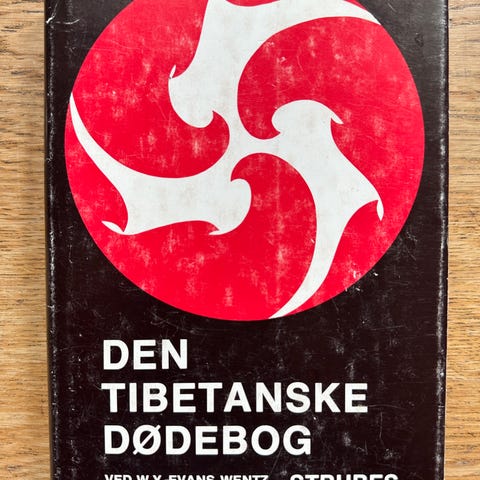 DEN
TIBETANSKE
DØDEBOG
VED W.Y. EVANS-WENTZ STRUBES